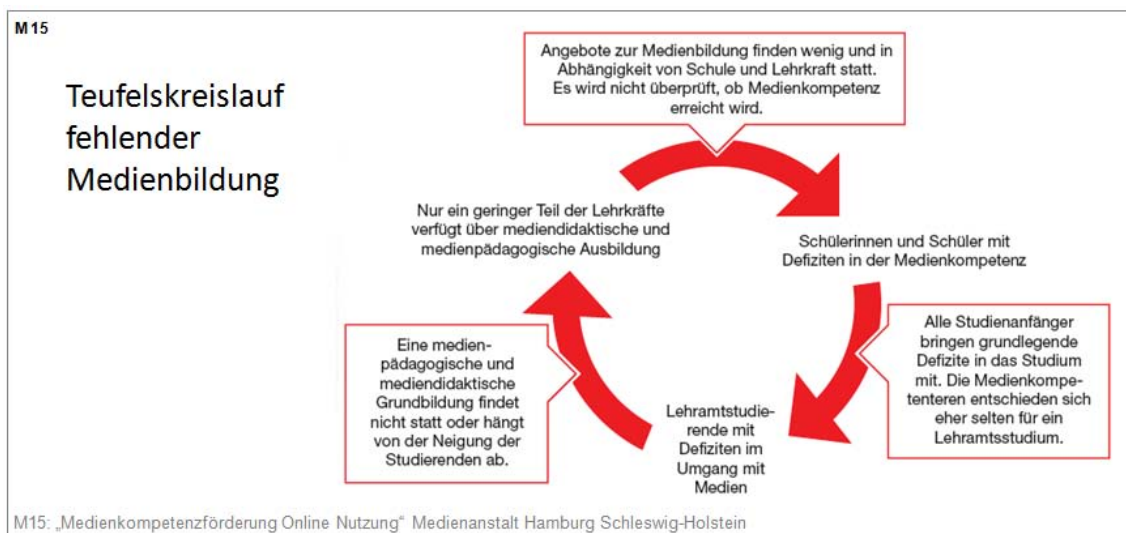 M 15
Teufelskreislauf
fehlender
Medienbildung
Angebote zur Medienbildung finden wenig und in
Abhängigkeit von Schule und Lehrkraft statt.
Es wird nicht überprüft, ob Medienkompetenz
erreicht wird.
Nur ein geringer Teil der Lehrkräfte
verfügt über mediendidaktische und
medienpädagogische Ausbildung
Schülerinnen und Schüler mit
Defiziten in der Medienkompetenz
Alle Studienanfänger
bringen grundlegende
Defizite in das Studium
mit. Die Medienkompe-
tenteren entschieden sich
eher selten für ein
Lehramtsstudium.
Lehramtstudie-
rende mit
Defiziten im
Umgang mit
Medien
Eine medien-
pädagogische und
mediendidaktische
Grundbildung findet
nicht statt oder hängt
von der Neigung der
Studierenden ab.
M15: „Medienkompetenzförderung Online Nutzung“ Medienanstalt Hamburg Schleswig-Holstein